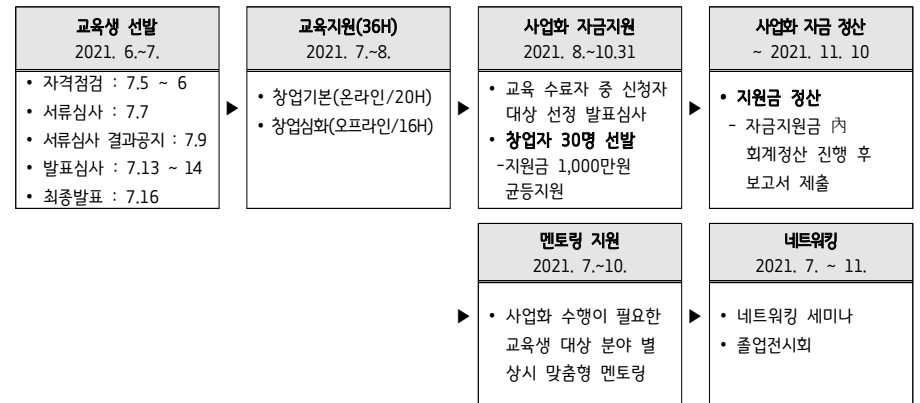 교육생 선발
2021. 6.~7.
• 자격점검 : 7.5 ~ 6
• 서류심사 : 7.7
• 서류심사 결과공지 : 7.9
• 발표심사 : 7.13 ~ 14
• 최종발표 : 7.16
▶
교육지원(36H)
2021. 7.~8.
• 창업기본(온라인/20H)
• 창업심화(오프라인/16H)
▶
사업화 자금지원
2021. 8.~10.31
• 교육 수료자 중 신청자
대상 선정 발표심사
• 창업자 30명 선발
-지원금 1,000만원
균등지원
▶
사업화 자금 정산
~ 2021. 11. 10
• 지원금 정산
- 자금지원금 內
회계정산 진행 후
보고서 제출
▶
멘토링 지원
2021. 7.~10.
• 사업화 수행이 필요한
교육생 대상 분야 별
상시 맞춤형 멘토링
▶
네트워킹
2021. 7. ~ 11.
• 네트워킹 세미나
• 졸업전시회